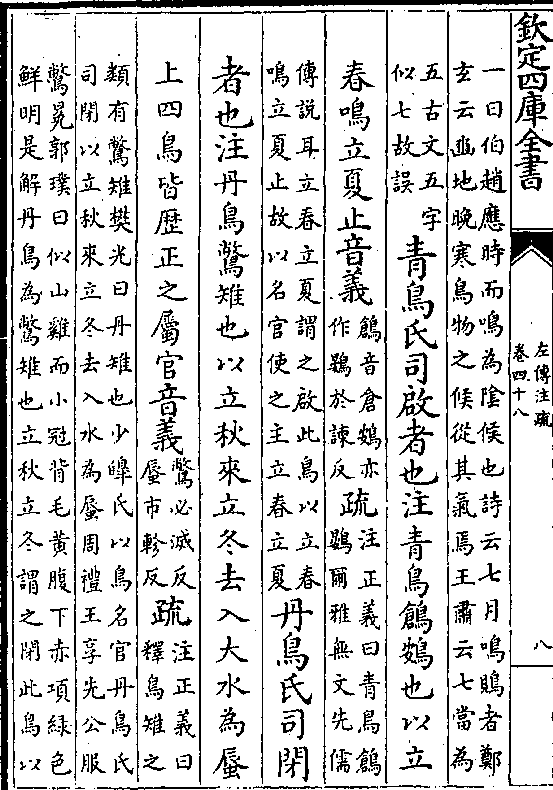 欽定四庫全書
左傳注疏
卷四十八
八
一曰伯趙應時而鳴為隂候也詩云七月鳴鵙者鄭
玄云豳地晚寒鳥物之候從其氣焉王肅云七當為
五古文五字
似七故誤
青鳥氏司啟者也注青鳥鶬鴳也以立
春鳴立夏止音義
鶬音倉鴳亦
作鷃於諫反
疏
注正義曰青鳥鶬
鷃爾雅無文先儒
傳説耳立春立夏謂之啟此鳥以立春
鳴立夏止故以名官使之主立春立夏
丹鳥氏司閉
者也注丹鳥鷩雉也以立秋來立冬去入大水為蜃
上四鳥皆歴正之屬官音義
鷩必滅反
蜃市軫反
疏
注正義曰
釋鳥雉之
類有鷩雉樊光曰丹雉也少皥氏以鳥名官丹鳥氏
司閉以立秋來立冬去入水為蜃周禮王享先公服
鷩冕郭璞曰似山雞而小冠背毛黄腹下赤項綠色
鮮明是解丹鳥為鷩雉也立秋立冬謂之閉此鳥以